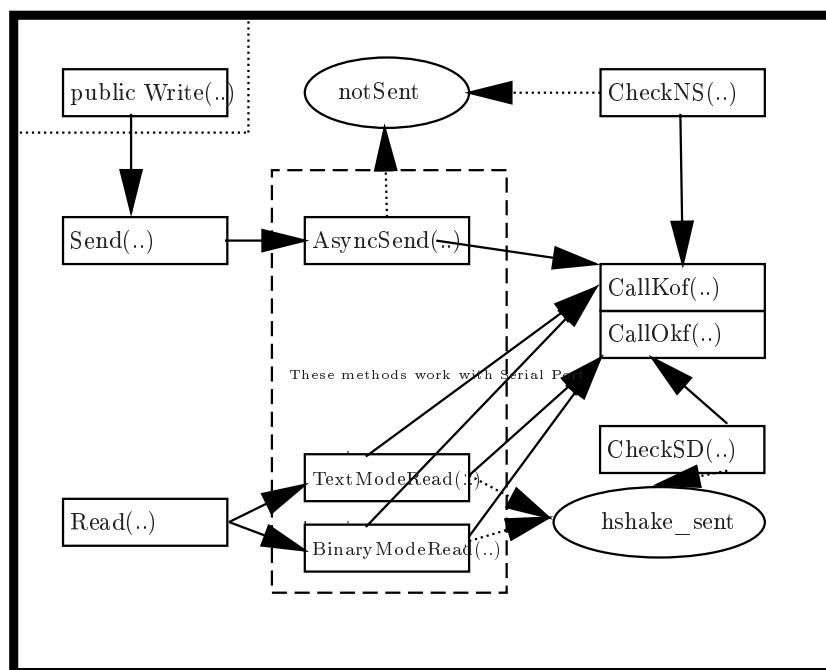 public Write(..)
notSent
CheckNS(..)
Send(..)
AsyncSend(..)
CallKof(..)
CallOkf(..)
These methods work with Serial Port
CheckSD(..)
TextModeRead(..)
Read(..)
hshake_sent
BinaryModeRead(..)